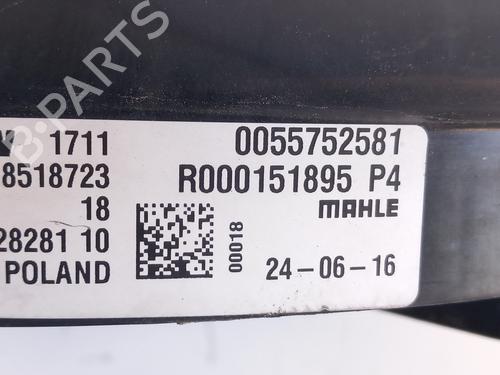 B-PARTS
1711
0055752581
8518723
R000151895 P4
18
MAHLE
28281 10
00018
POLAND
24-06-16